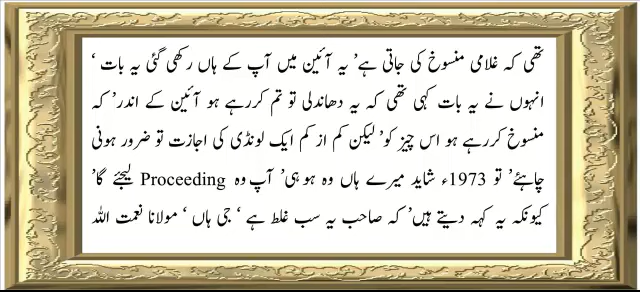 تھی کہ غلامی منسوخ کی جاتی ہے' یہ آئین میں آپ کے ہاں رکھی گئی یہ بات '
انہوں نے یہ بات کہی تھی کہ یہ دھاندلی تو تم کررہے ہو آئین کے اندر' کہ
منسوخ کررہے ہو اس چیز کو' لیکن کم از کم ایک لونڈی کی اجازت تو ضرور ہونی
چاہئے' تو 1973ء شاید میرے ہاں وہ ہو ہی' آپ وہ Proceeding لیجئے گا'
کیونکہ یہ کہہ دیتے ہیں' کہ صاحب یہ سب غلط ہے ' جی ہاں ' مولانا نعمت اللہ